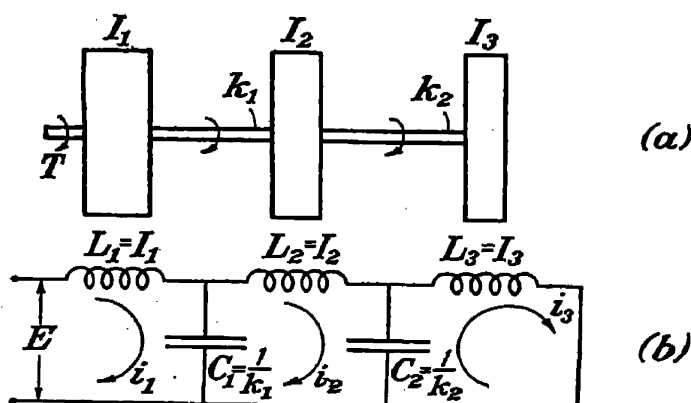 I₁ I₂ I₃
k₁ k₂
T
(a)
L₁=I₁ L₂=I₂ L₃=I₃
E i₁ C₁=1/k₁ i₂ C₂=1/k₂ i₃
(b)